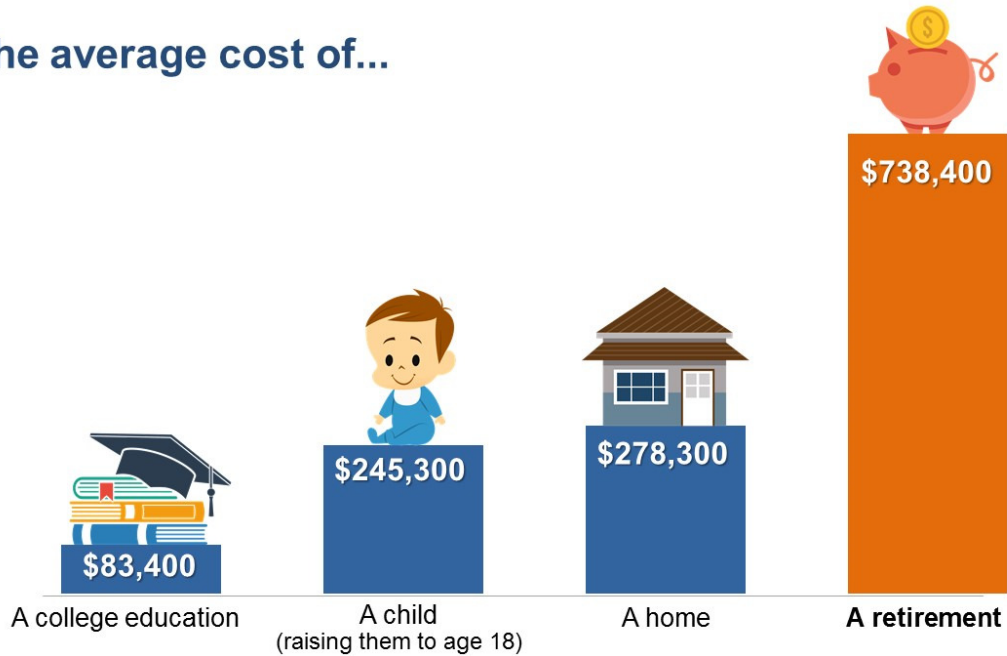 he average cost of...
$
$738,400
$245,300
$278,300
$83,400
A college education
A child
(raising them to age 18)
A home
A retirement